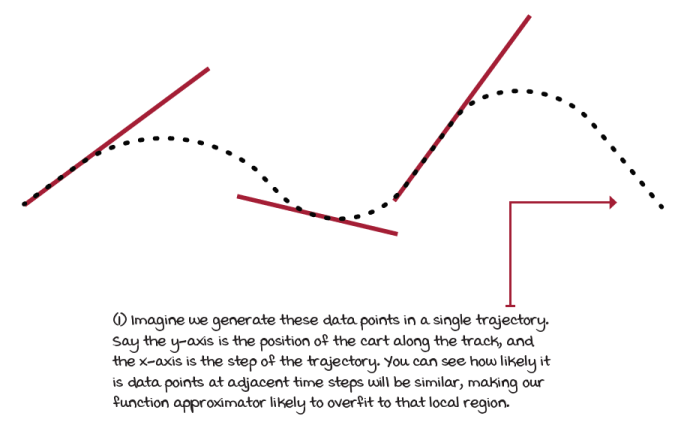 (1) Imagine we generate these data points in a single trajectory.
Say the y-axis is the position of the cart along the track, and
the x-axis is the step of the trajectory. You can see how likely it
is data points at adjacent time steps will be similar, making our
function approximator likely to overfit to that local region.